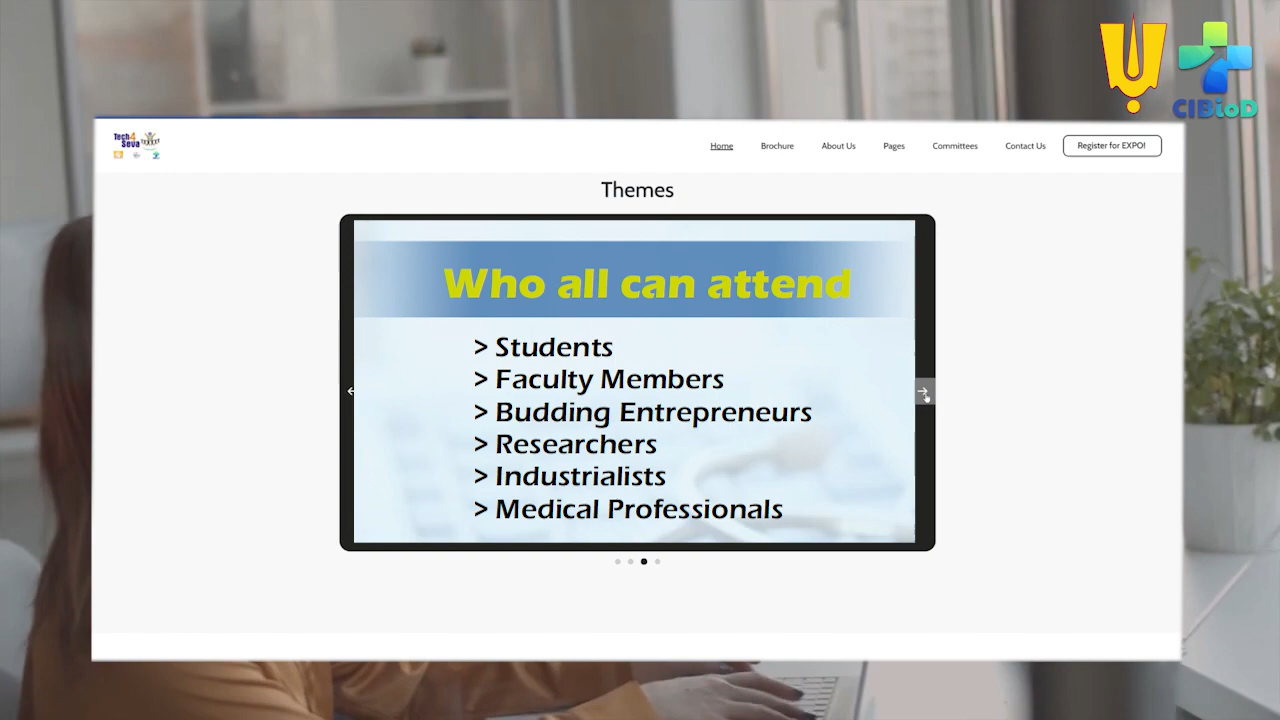 CIBioD
Tech4
Seva
Home
Brochure
About Us
Pages
Committees
Contact Us
Register for EXPO!
Themes
Who all can attend
> Students
> Faculty Members
> Budding Entrepreneurs
> Researchers
> Industrialists
> Medical Professionals